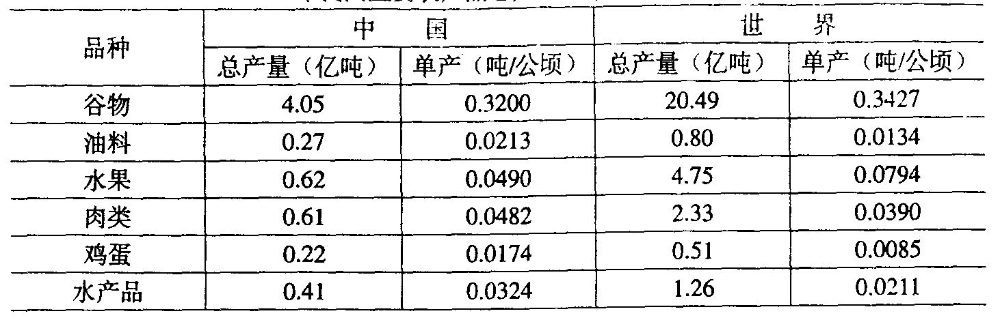 品种 中 国 世 界
总产量（亿吨） 单产（吨/公顷） 总产量（亿吨） 单产（吨/公顷）
谷物 4.05 0.3200 20.49 0.3427
油料 0.27 0.0213 0.80 0.0134
水果 0.62 0.0490 4.75 0.0794
肉类 0.61 0.0482 2.33 0.0390
鸡蛋 0.22 0.0174 0.51 0.0085
水产品 0.41 0.0324 1.26 0.0211